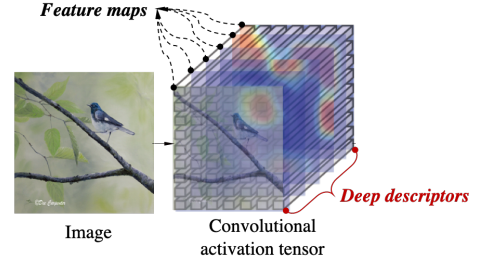 Feature maps
Deep descriptors
Image
Convolutional
activation tensor